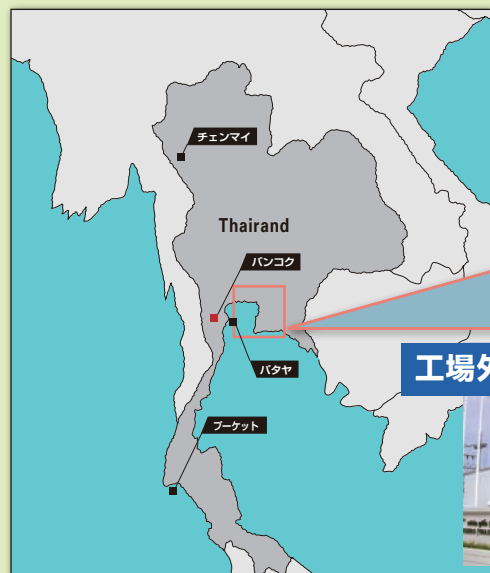 チェンマイ
Thairand
バンコク
パタヤ
工場外
プーケット